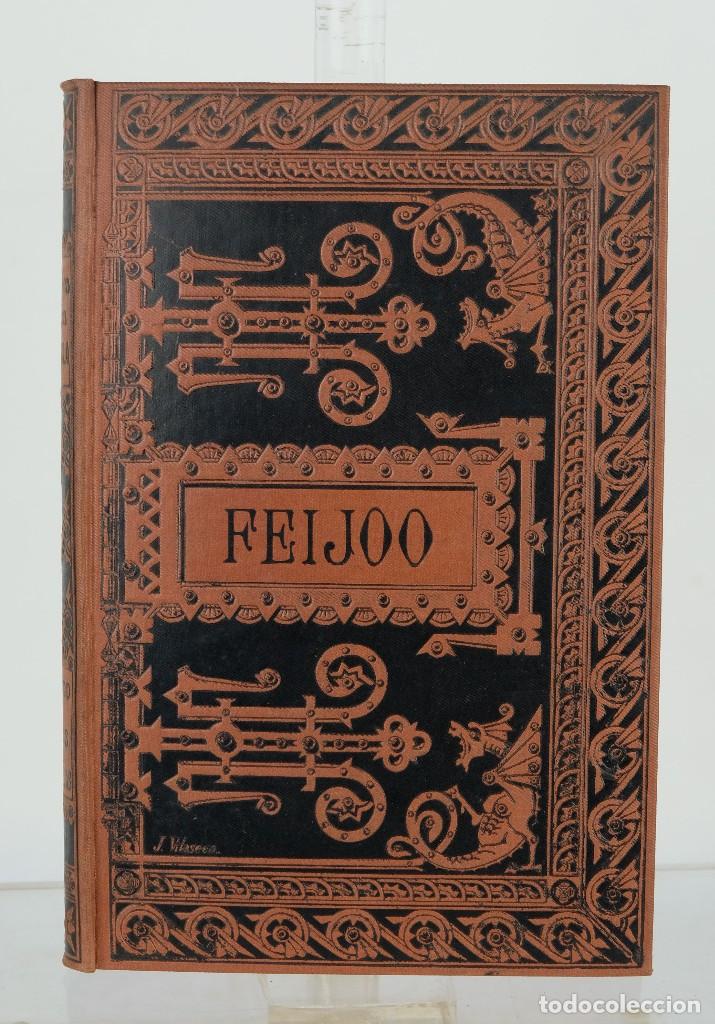 FEIJOO
J. Vilaseca
todocoleccion